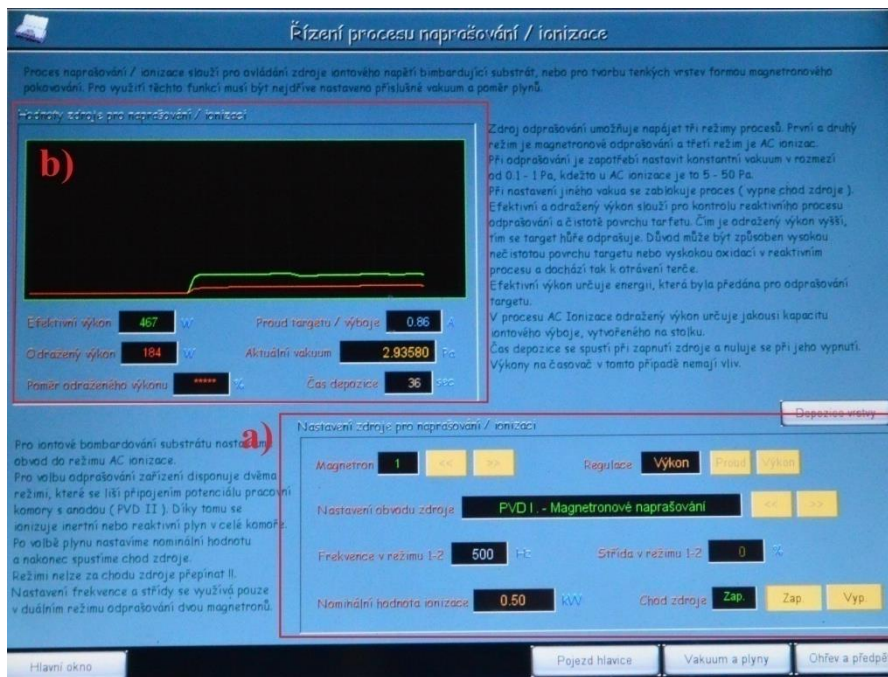 Řízení procesu naprašování / ionizace
Proces naprašování / ionizace slouží pro ovládání zdroje iontového napětí bimbardující substrát, nebo pro tvorbu tenkých vrstev formou magnetronového
pokovování. Pro využití těchto funkcí musí být nejdříve nastaveno příslušné vakuum a poměr plynů.
Hodnoty zdroje pro naprašování / ionizaci
b)
Efektivní výkon 467 W Proud targetu / výboje 0.86 A
Odražený výkon 184 W Aktuální vakuum 2.93580 Pa
Poměr odraženého výkonu ***** % Čas depozice 36 sec
Zdroj odprašování umožňuje napájet tři režimy procesů. První a druhý
režim je magnetronové odprašování a třetí režim je AC ionizac.
Při odprašování je zapotřebí nastavit konstantní vakuum v rozmezí
od 0.1 - 1 Pa, kdežto u AC ionizace je to 5 - 50 Pa.
Při nastavení jiného vakua se zablokuje proces ( vypne chod zdroje ).
Efektivní a odražený výkon slouží pro kontrolu reaktivního procesu
odprašování a čistotě povrchu tarfetu. Čím je odražený výkon vyšší,
tím se target hůře odprašuje. Důvod může být způsoben vysokou
nečistotou povrchu targetu nebo vyskokou oxidací v reaktivním
procesu a dochází tak k otrávení terče.
Efektivní výkon určuje energii, která byla předána pro odprašování
targetu.
V procesu AC Ionizace odražený výkon určuje jakousi kapacitu
iontového výboje, vytvořeného na stolku.
Čas depozice se spustí při zapnutí zdroje a nuluje se při jeho vypnutí.
Výkony na časovač v tomto případě nemají vliv.
Depozice vrstvy
Pro iontové bombardování substrátu
obvod do režimu AC ionizace.
Pro volbu odprašování zařízení disponuje dvěma
režimi, které se liší připojením potenciálu pracovní
komory s anodou ( PVD II ). Díky tomu se
ionizuje inertní nebo reaktivní plyn v celé komoře.
Po volbě plynu nastavíme nominální hodnotu
a nakonec spustíme chod zdroje.
Režimi nelze za chodu zdroje přepínat !!.
Nastavení frekvence a střídy se využívá pouze
v duálním režimu odprašování dvou magnetronů.
a)
Nastavení zdroje pro naprašování / ionizaci
Magnetron 1 << >> Regulace Výkon Proud Výkon
Nastavení obvodu zdroje PVD I . - Magnetronové naprašování << >>
Frekvence v režimu 1-2 500 Hz Střída v režimu 1-2 0 %
Nominální hodnota ionizace 0.50 kW Chod zdroje Zap. Zap. Vyp.
Hlavní okno Pojezd hlavice Vakuum a plyny Ohřev a předpě